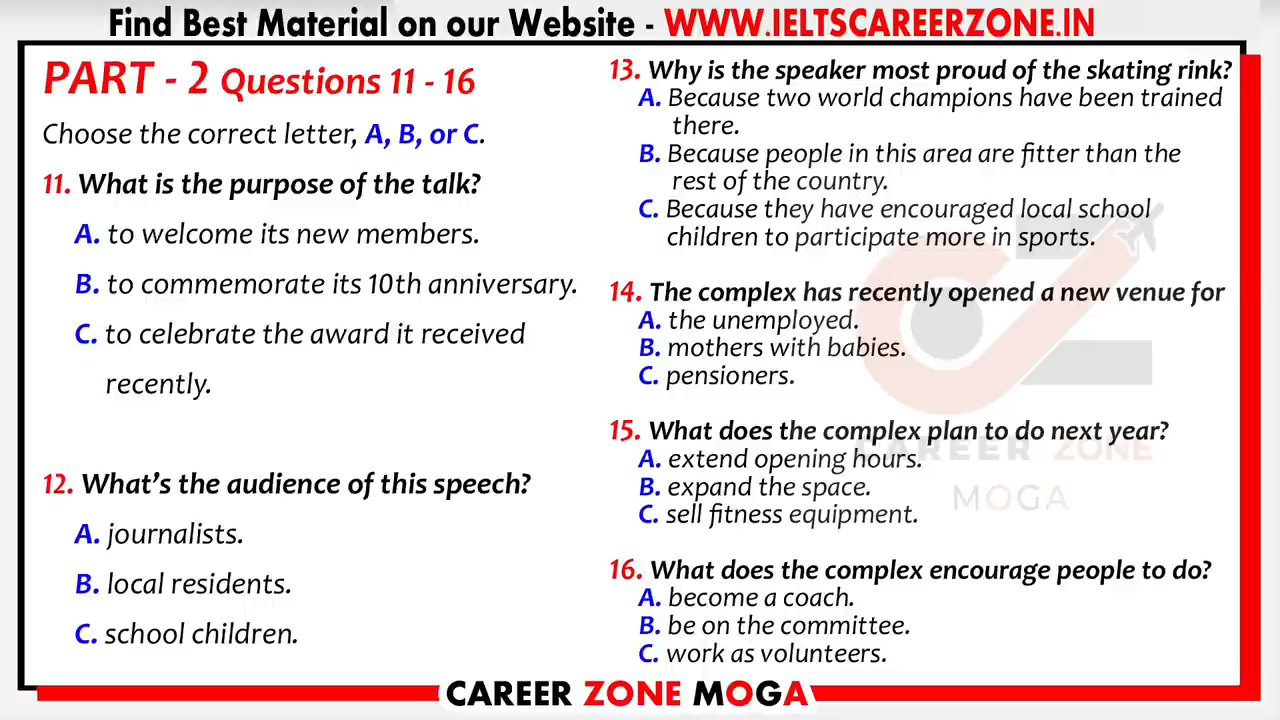 Find Best Material on our Website - WWW.IELTSCAREERZONE.IN
PART - 2 Questions 11 - 16
Choose the correct letter, A, B, or C.
11. What is the purpose of the talk?
A. to welcome its new members.
B. to commemorate its 10th anniversary.
C. to celebrate the award it received
recently.
12. What's the audience of this speech?
A. journalists.
B. local residents.
C. school children.
13. Why is the speaker most proud of the skating rink?
A. Because two world champions have been trained
there.
B. Because people in this area are fitter than the
rest of the country.
C. Because they have encouraged local school
children to participate more in sports.
14. The complex has recently opened a new venue for
A. the unemployed.
B. mothers with babies.
C. pensioners.
15. What does the complex plan to do next year?
A. extend opening hours.
B. expand the space.
C. sell fitness equipment.
16. What does the complex encourage people to do?
A. become a coach.
B. be on the committee.
C. work as volunteers.
CAREER ZONE
MOGA
CAREER ZONE MOGA